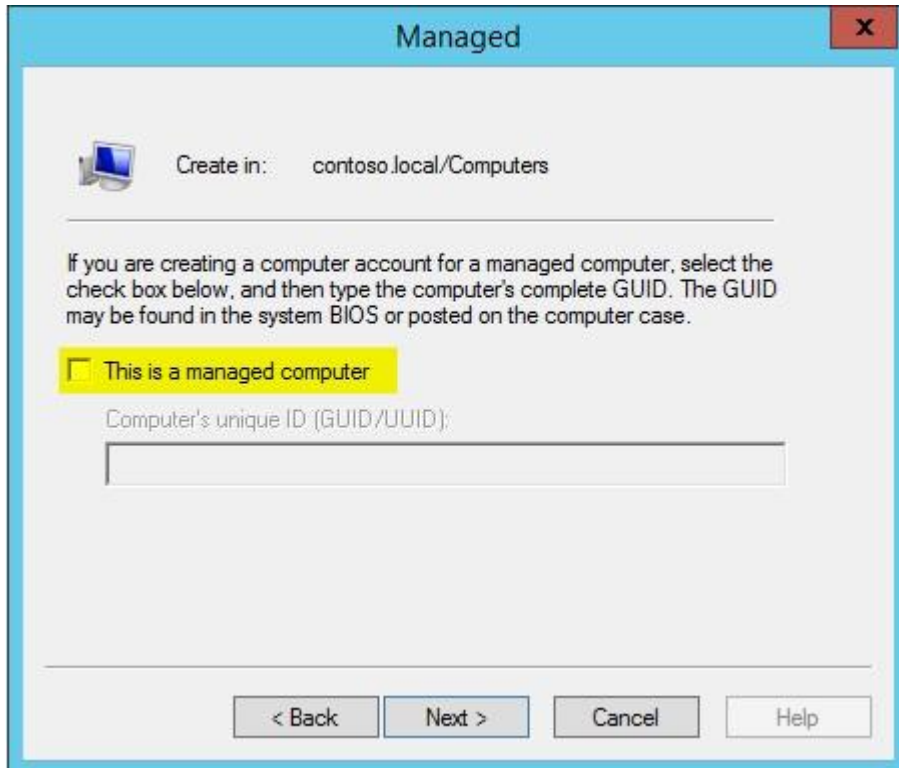 Managed
x
Create in: contoso.local/Computers
If you are creating a computer account for a managed computer, select the
check box below, and then type the computer's complete GUID. The GUID
may be found in the system BIOS or posted on the computer case.
This is a managed computer
Computer's unique ID (GUID/UUID):
< Back Next > Cancel Help